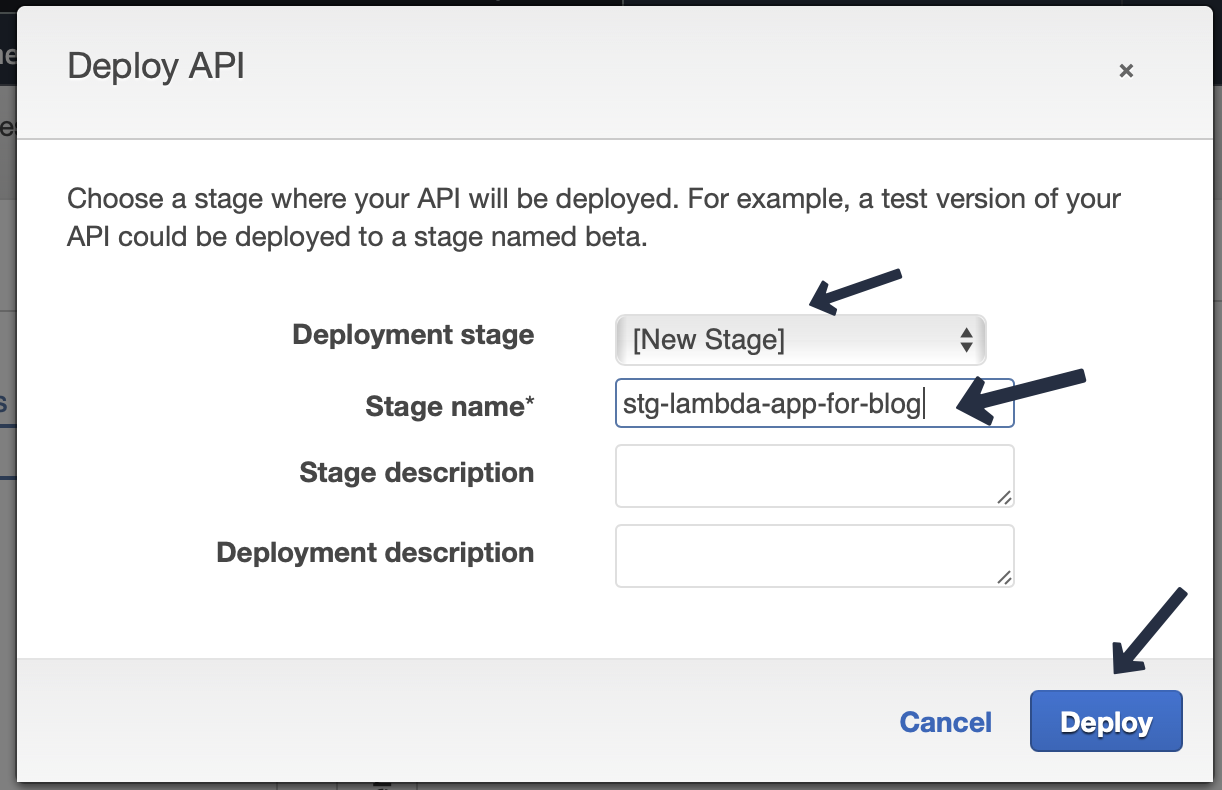 Deploy API
×
Choose a stage where your API will be deployed. For example, a test version of your
API could be deployed to a stage named beta.
Deployment stage [New Stage]
Stage name* stg-lambda-app-for-blog
Stage description
Deployment description
Cancel Deploy